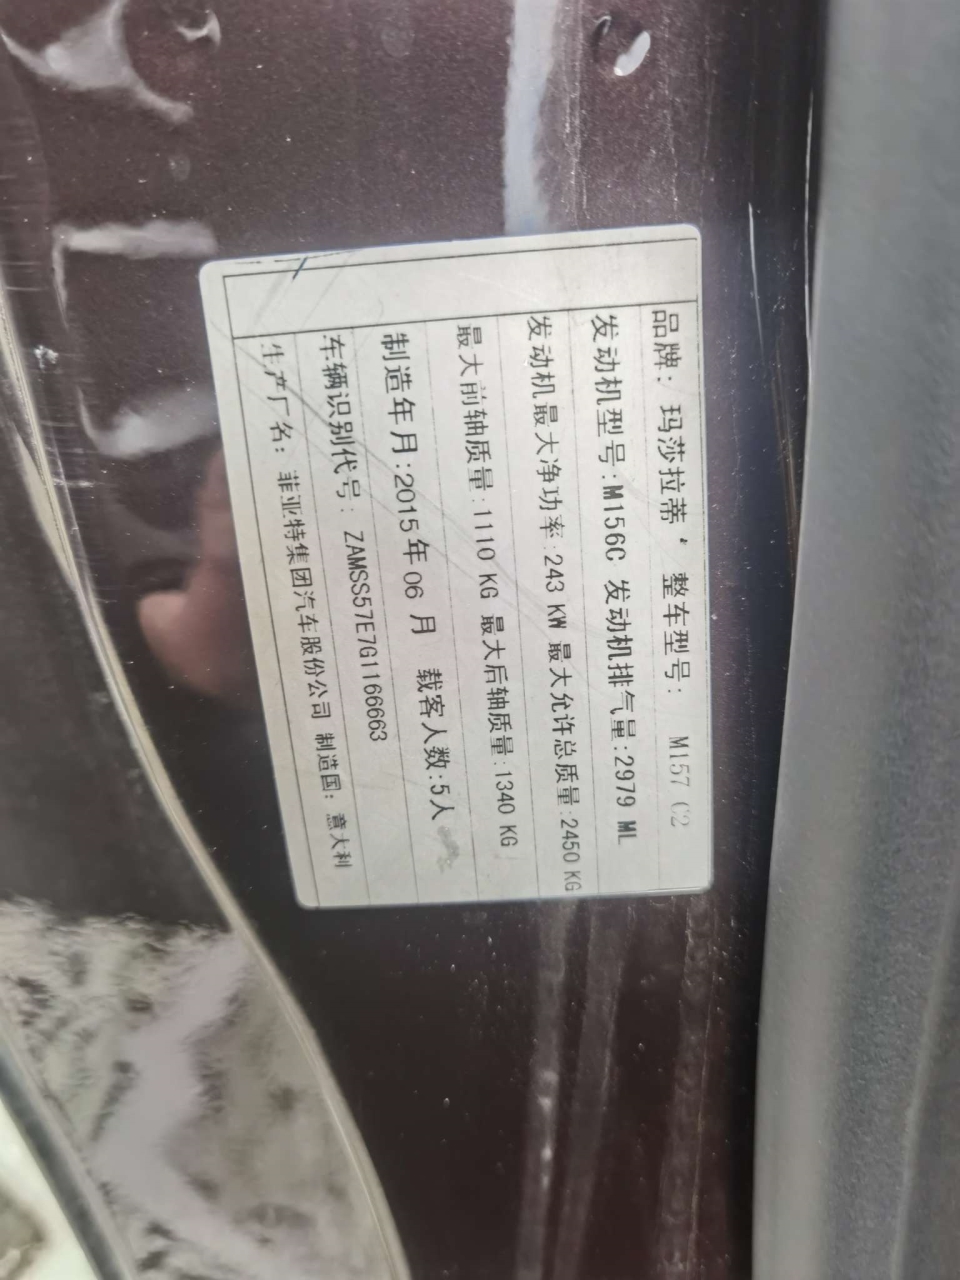 品牌: 玛莎拉蒂 整车型号: M157 C2
发动机型号:M156C 发动机排气量:2979 ML
发动机最大净功率:243 KW 最大允许总质量:2450 KG
最大前轴质量:1110 KG 最大后轴质量:1340 KG
制造年月:2015年06月 载客人数:5人
车辆识别代号: ZAMSS57E7G1166663
生产厂名: 菲亚特集团汽车股份公司 制造国: 意大利